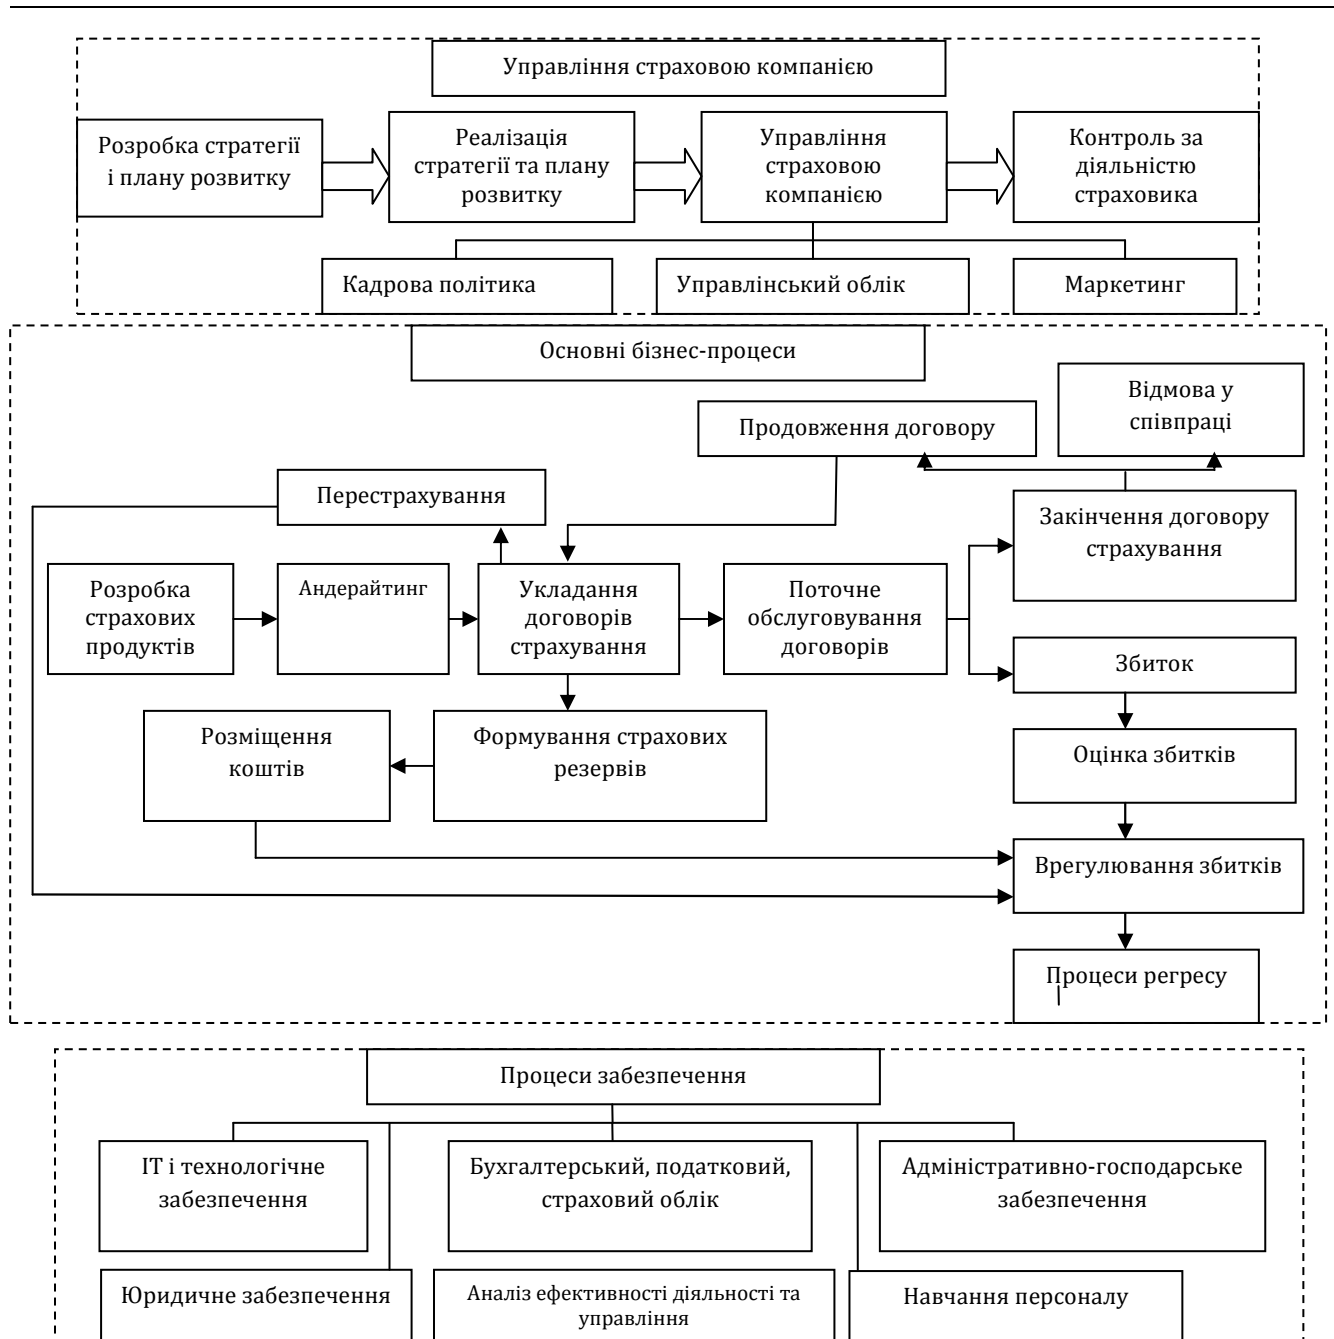 Управління страховою компанією
Розробка стратегії
і плану розвитку
Реалізація
стратегії та плану
розвитку
Управління
страховою
компанією
Контроль за
діяльністю
страховика
Кадрова політика
Управлінський облік
Маркетинг
Основні бізнес-процеси
Відмова у
співпраці
Продовження договору
Перестрахування
Закінчення договору
страхування
Розробка
страхових
продуктів
Андерайтинг
Укладання
договорів
страхування
Поточне
обслуговування
договорів
Збиток
Розміщення
коштів
Формування страхових
резервів
Оцінка збитків
Врегулювання збитків
Процеси регресу
Процеси забезпечення
ІТ і технологічне
забезпечення
Бухгалтерський, податковий,
страховий облік
Адміністративно-господарське
забезпечення
Юридичне забезпечення
Аналіз ефективності діяльності та
управління
Навчання персоналу